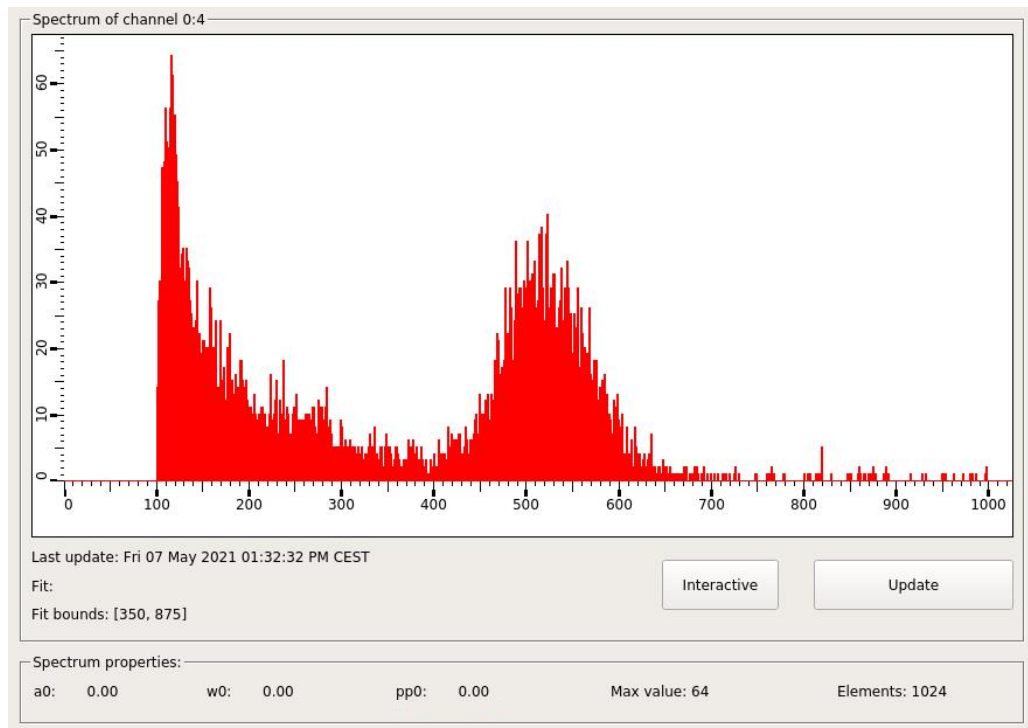 Spectrum of channel 0:4
60
50
40
30
20
10
0
0 100 200 300 400 500 600 700 800 900 1000
Last update: Fri 07 May 2021 01:32:32 PM CEST
Fit:
Interactive Update
Fit bounds: [350, 875]
Spectrum properties:
a0: 0.00 w0: 0.00 pp0: 0.00 Max value: 64 Elements: 1024